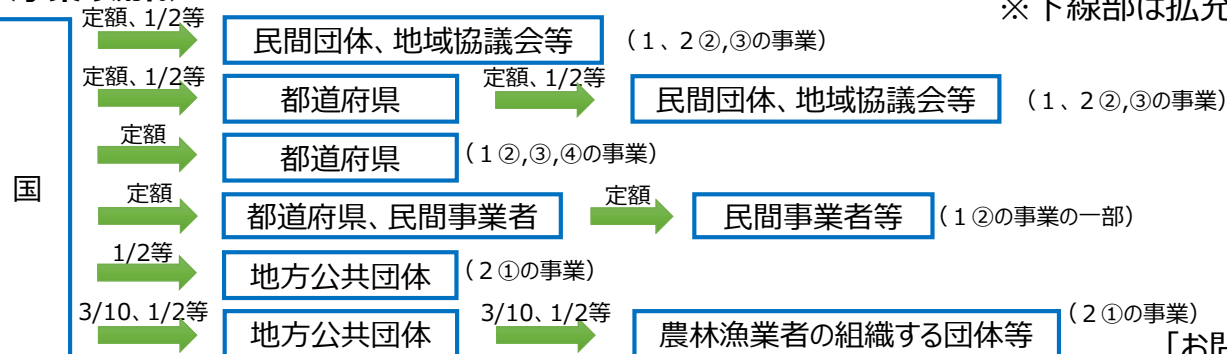 ※下線部は拡充
定額、1/2等
民間団体、地域協議会等 (1、2②,③の事業)
定額、1/2等 定額、1/2等
都道府県 民間団体、地域協議会等 (1、2②,③の事業)
定額
都道府県 (1②,③,④の事業)
国
定額 定額
都道府県、民間事業者 民間事業者等 (1②の事業の一部)
1/2等
地方公共団体 (2①の事業)
3/10、1/2等 3/10、1/2等 (2①の事業)
地方公共団体 農林漁業者の組織する団体等
「お問